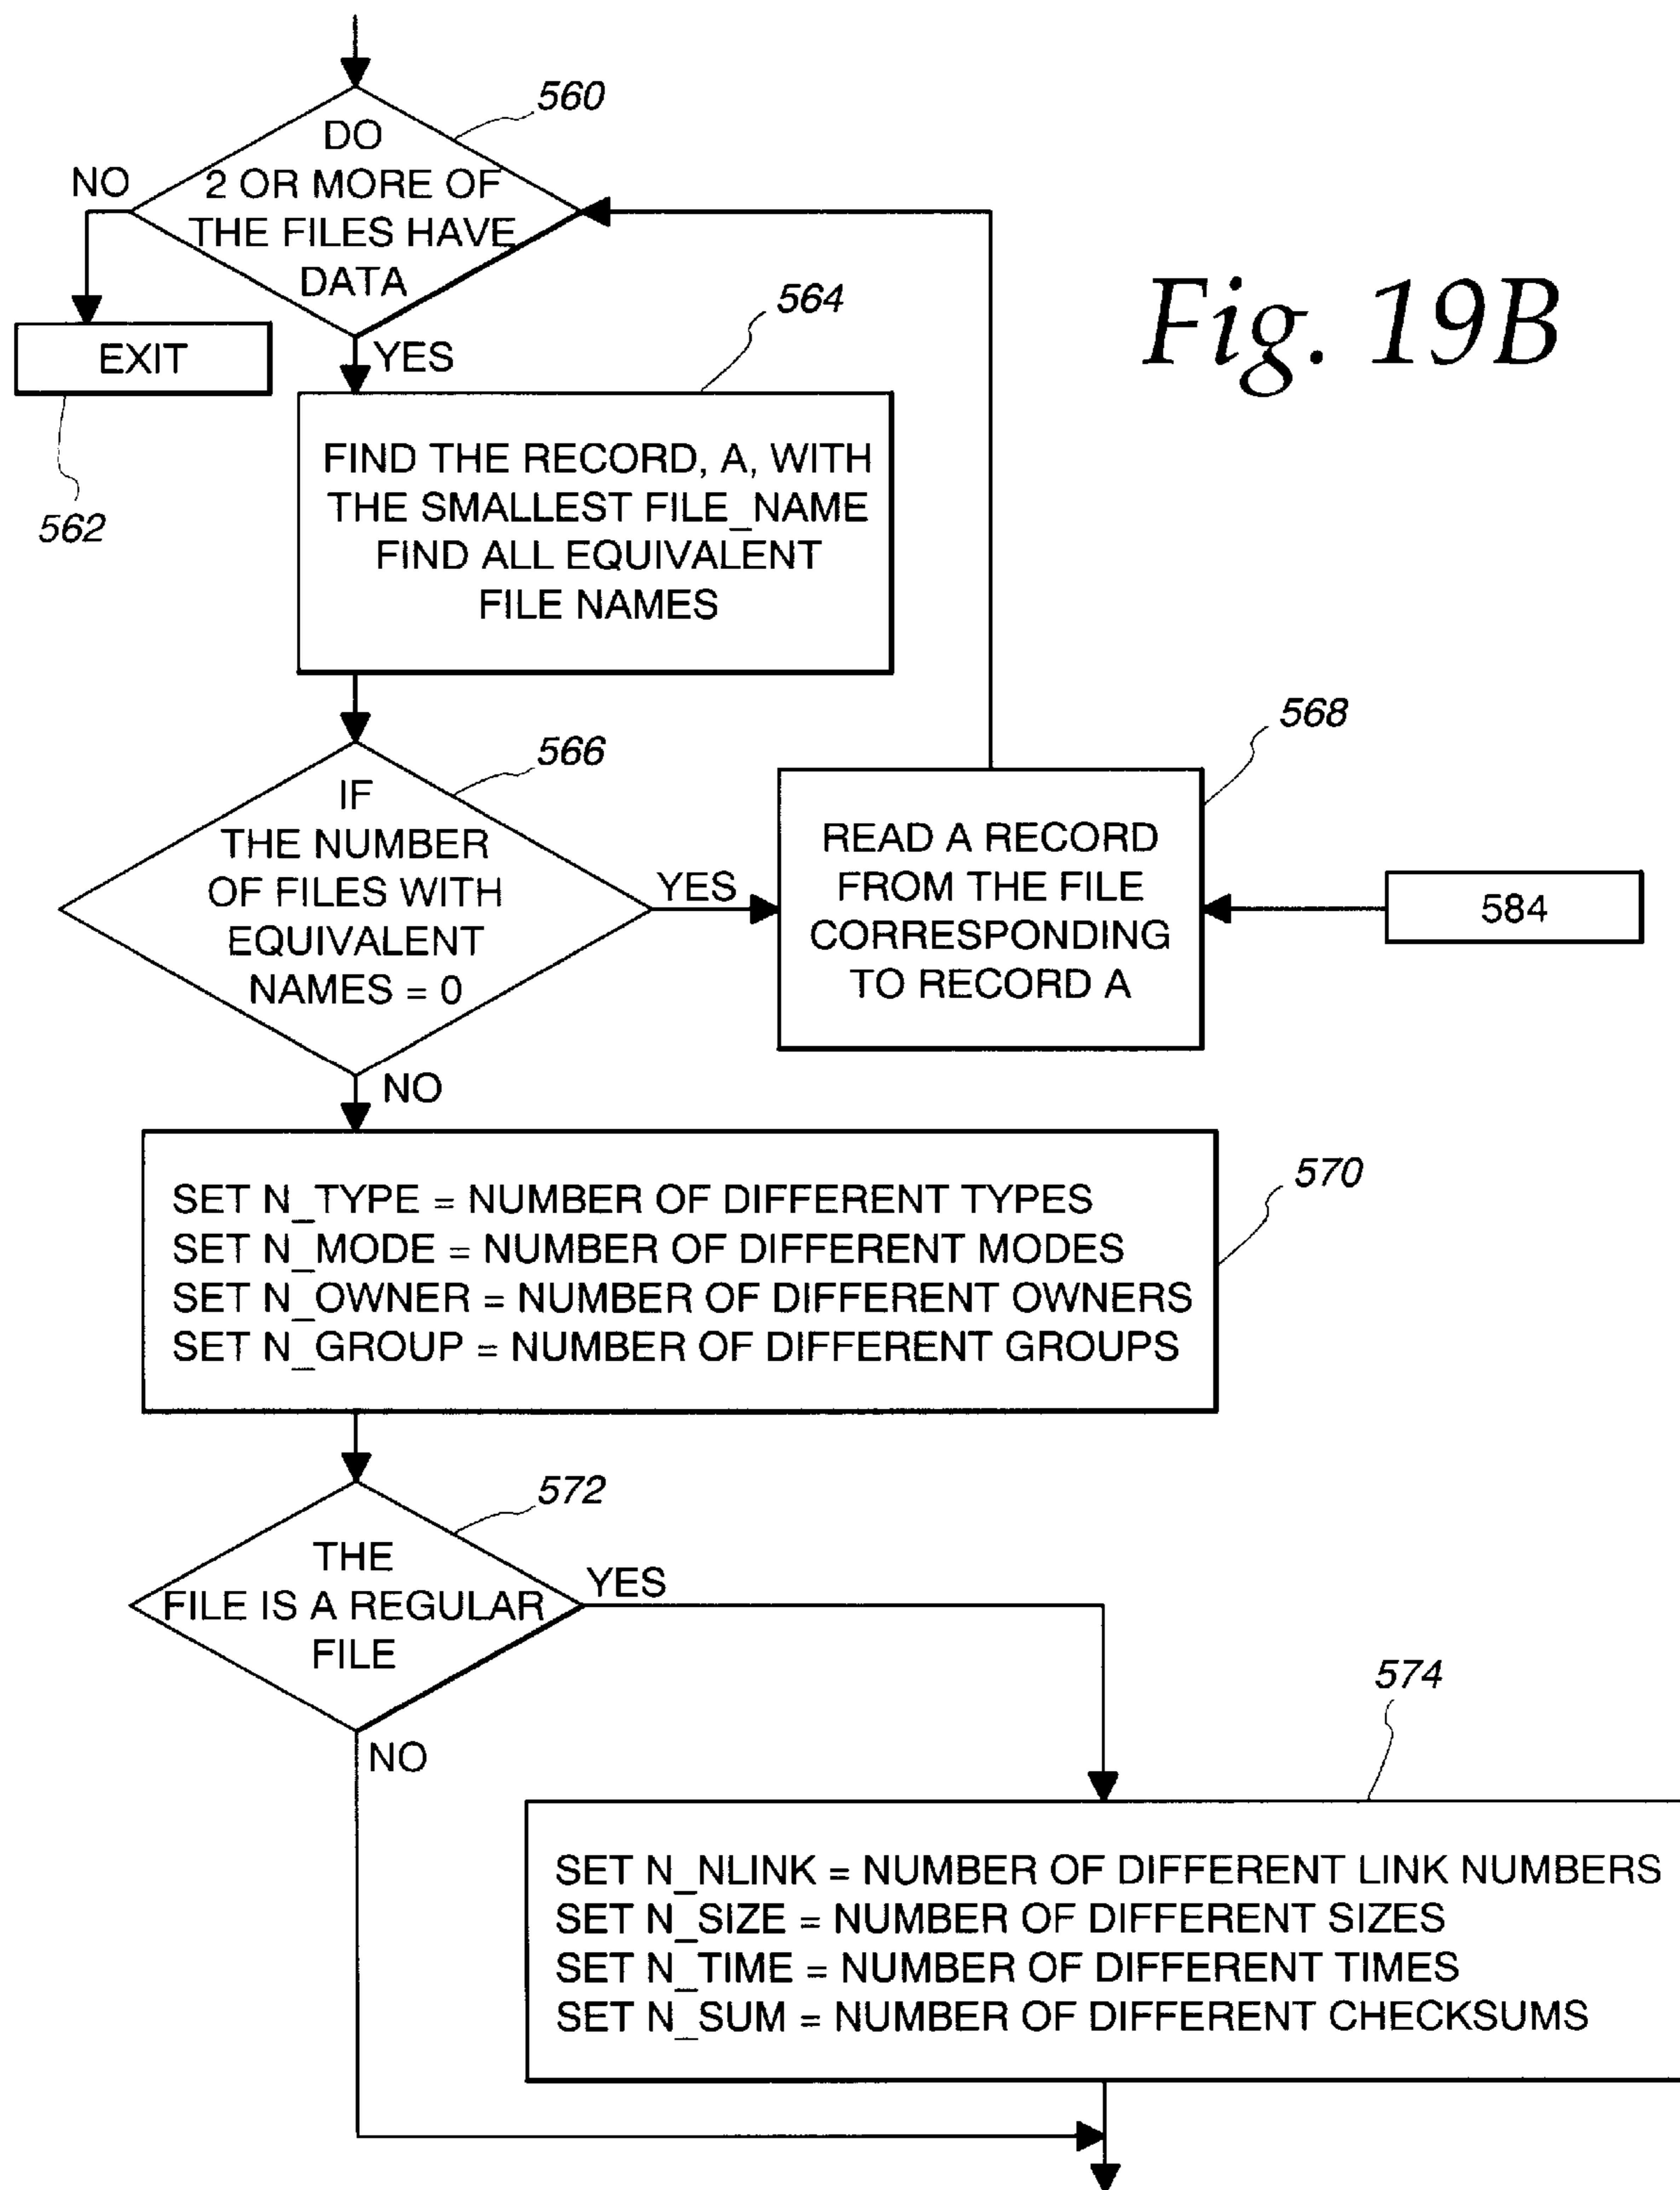 560
DO
2 OR MORE OF
THE FILES HAVE
DATA
NO
YES
EXIT
562
Fig. 19B
564
FIND THE RECORD, A, WITH
THE SMALLEST FILE_NAME
FIND ALL EQUIVALENT
FILE NAMES
566
IF
THE NUMBER
OF FILES WITH
EQUIVALENT
NAMES = 0
YES
NO
568
READ A RECORD
FROM THE FILE
CORRESPONDING
TO RECORD A
584
570
SET N_TYPE = NUMBER OF DIFFERENT TYPES
SET N_MODE = NUMBER OF DIFFERENT MODES
SET N_OWNER = NUMBER OF DIFFERENT OWNERS
SET N_GROUP = NUMBER OF DIFFERENT GROUPS
572
THE
FILE IS A REGULAR
FILE
YES
NO
574
SET N_NLINK = NUMBER OF DIFFERENT LINK NUMBERS
SET N_SIZE = NUMBER OF DIFFERENT SIZES
SET N_TIME = NUMBER OF DIFFERENT TIMES
SET N_SUM = NUMBER OF DIFFERENT CHECKSUMS